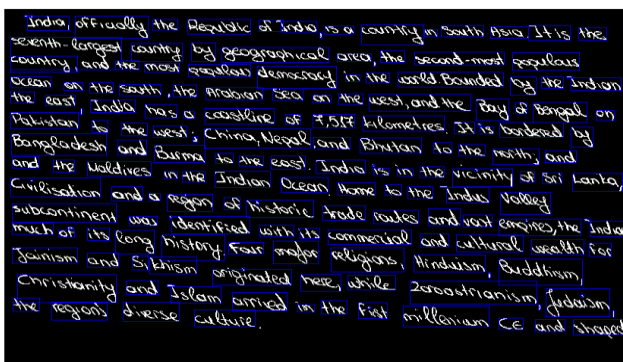 India, officially the Republic of India, is a country in South Asia. It is the
seventh-largest country by geographical area, the second-most populous
country, and the most populous democracy in the world. Bounded by the Indian
Ocean on the south, the Arabian Sea on the west, and the Bay of Bengal on
the east, India has a coastline of 7,517 kilometres. It is bordered by
Pakistan to the west; China, Nepal, and Bhutan to the north; and
Bangladesh and Burma to the east. India is in the vicinity of Sri Lanka,
and the Maldives in the Indian Ocean. Home to the Indus Valley
Civilisation and a region of historic trade routes and vast empires, the Indian
subcontinent was identified with its commercial and cultural wealth for
much of its long history. Four major religions, Hinduism, Buddhism,
Jainism and Sikhism originated here, while Zoroastrianism, Judaism,
Christianity and Islam arrived in the first millenium CE and shaped
the region's diverse culture.